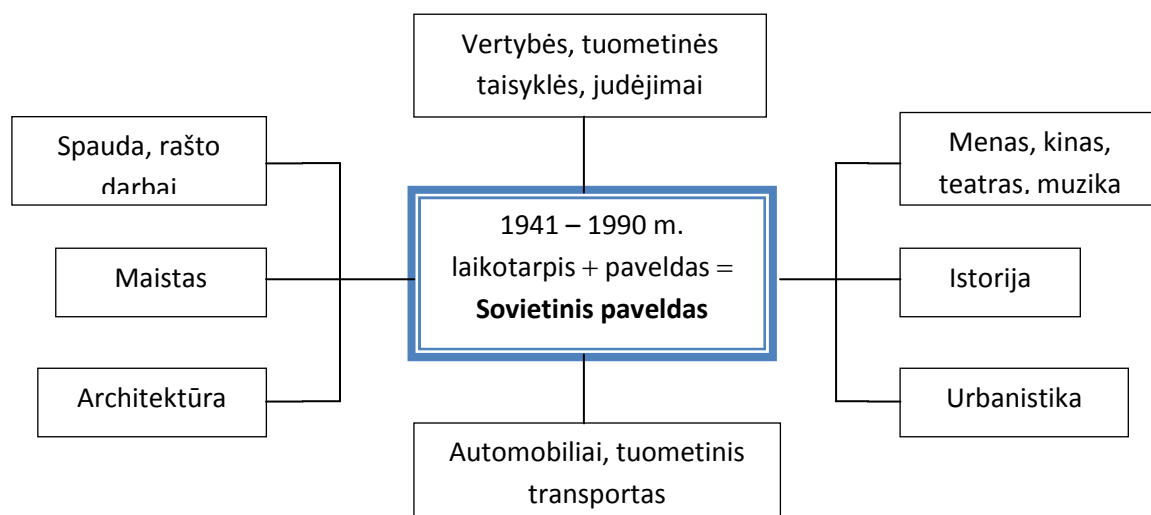 Vertybės, tuometinės
taisyklės, judėjimai
Spauda, rašto
darbai
Menas, kinas,
teatras, muzika
1941 – 1990 m.
laikotarpis + paveldas =
Sovietinis paveldas
Maistas
Istorija
Architektūra
Urbanistika
Automobiliai, tuometinis
transportas